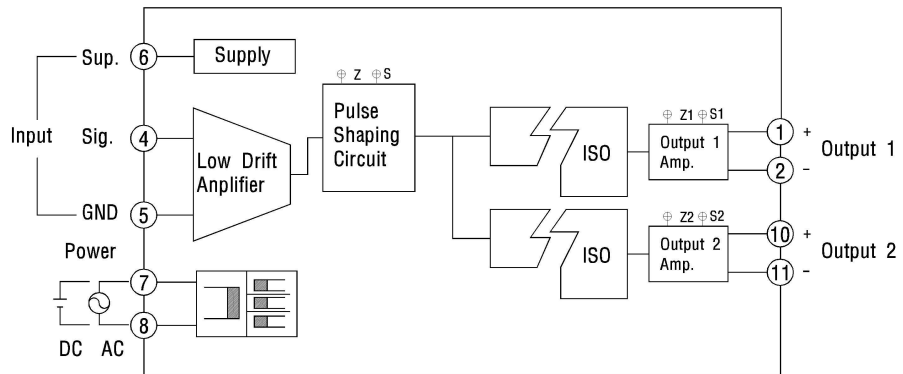 Sup.
6
Supply
Z
S
Input
Sig.
4
Low Drift
Anplifier
Pulse
Shaping
Circuit
ISO
Z1
S1
Output 1
Amp.
1
+
2
−
Output 1
GND
5
ISO
Z2
S2
Output 2
Amp.
10
+
11
−
Output 2
Power
7
8
DC
AC